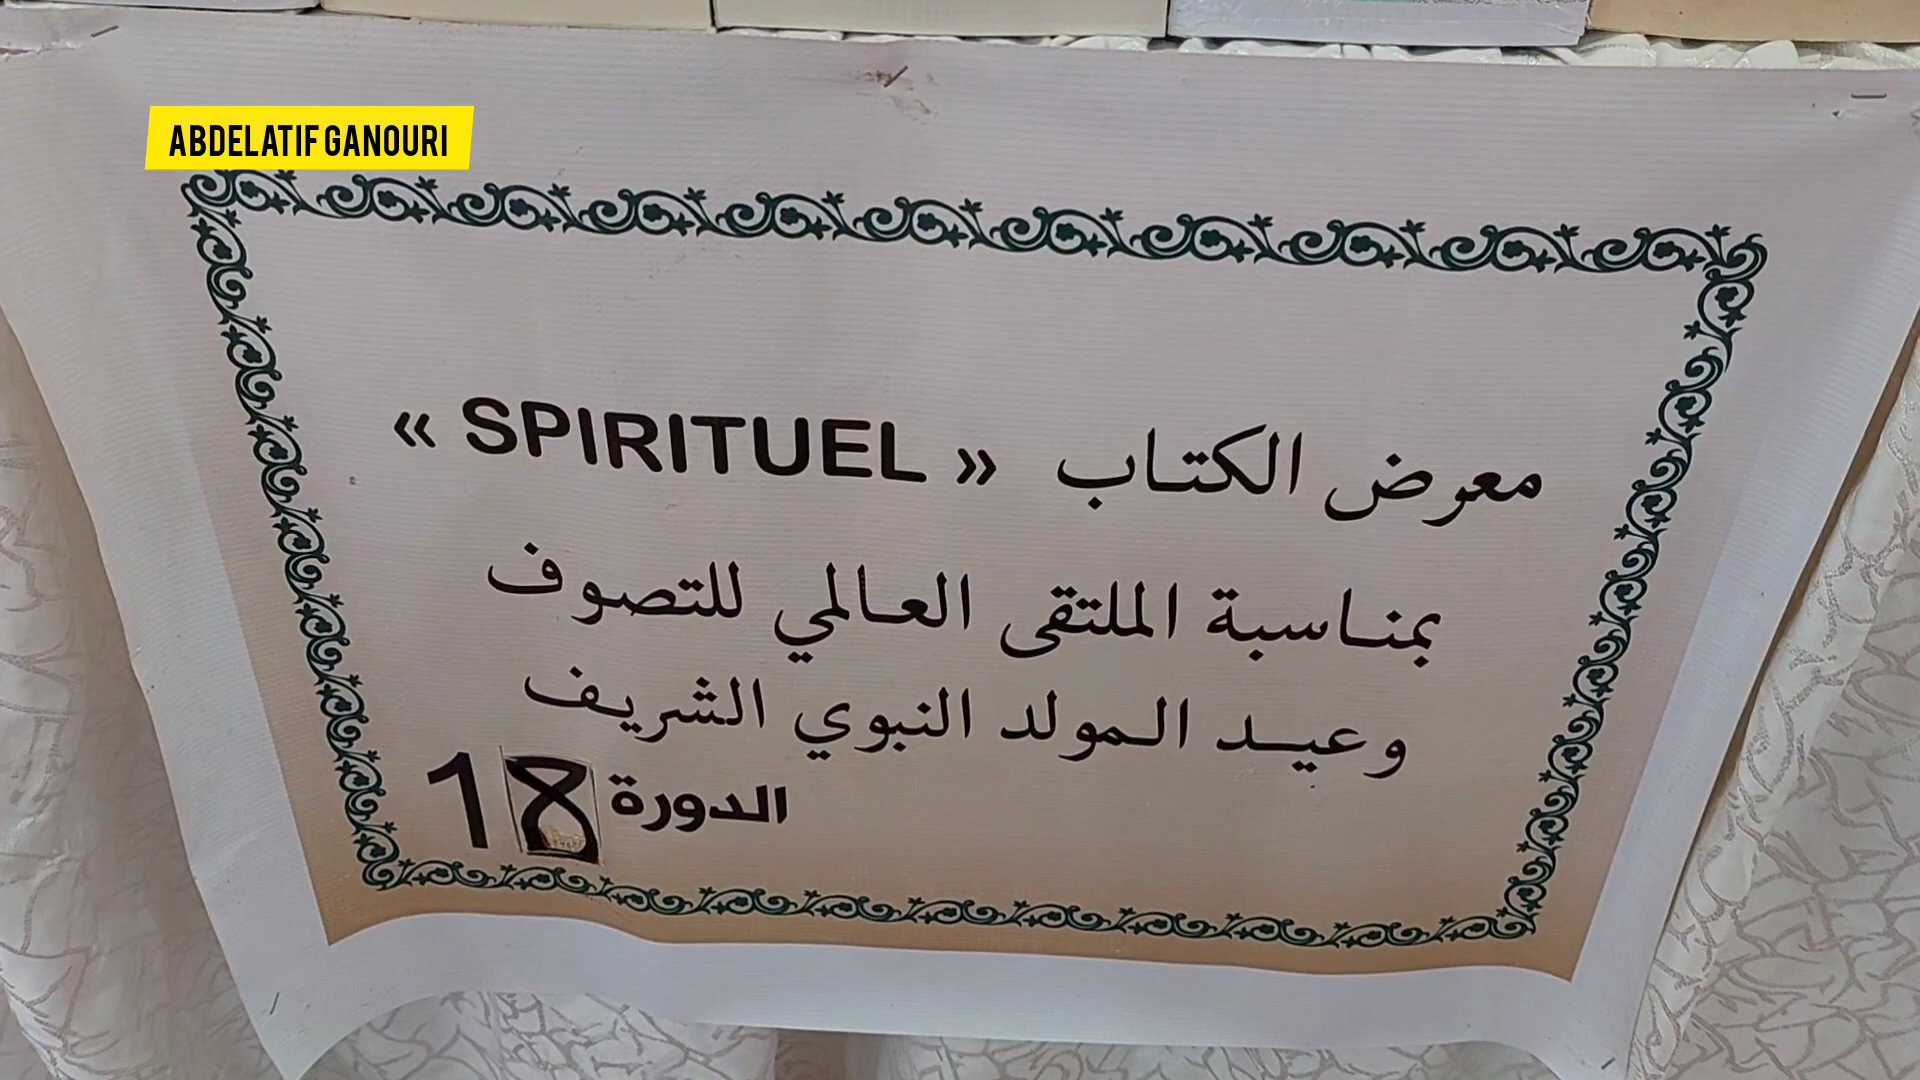 ABDELATIF GANOURI
معرض الكتاب « SPIRITUEL »
بمناسبة الملتقى العالمي للتصوف
وعيد المولد النبوي الشريف
الدورة 18